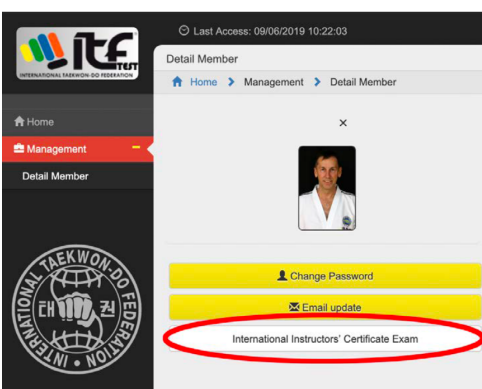 Last Access: 09/06/2019 10:22:03
itf
TEST
INTERNATIONAL TAEKWON-DO FEDERATION
Detail Member
Home > Management > Detail Member
Home
Management
Detail Member
×
Change Password
Email update
International Instructors' Certificate Exam
INTERNATIONAL TAEKWON-DO FEDERATION
태 권